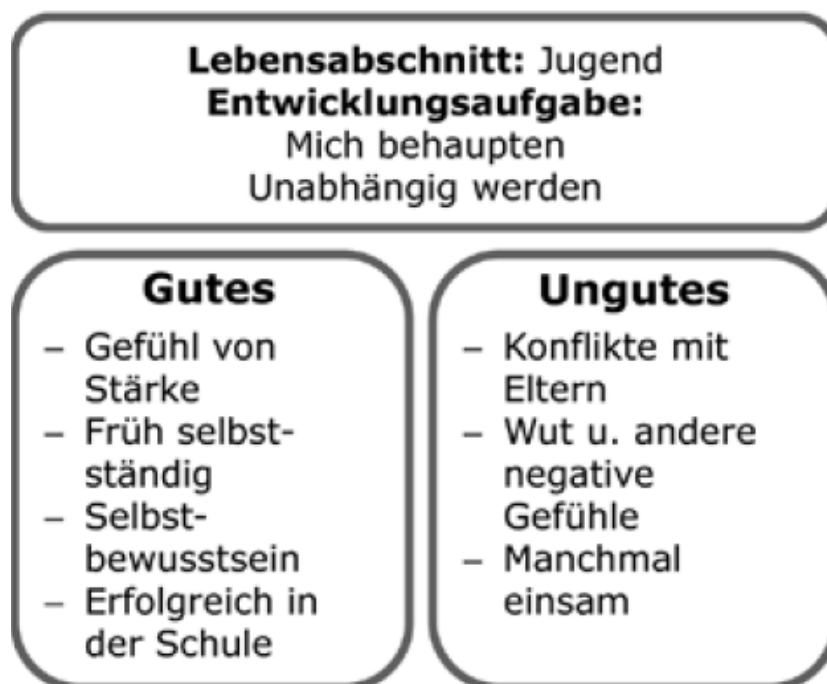 Lebensabschnitt: Jugend
Entwicklungsaufgabe:
Mich behaupten
Unabhängig werden
Gutes
– Gefühl von
Stärke
– Früh selbst-
ständig
– Selbst-
bewusstsein
– Erfolgreich in
der Schule
Ungutes
– Konflikte mit
Eltern
– Wut u. andere
negative
Gefühle
– Manchmal
einsam